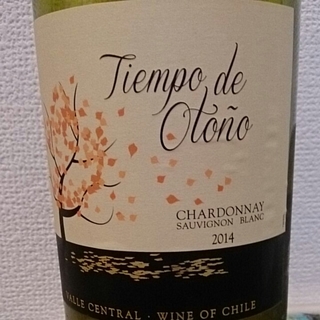 Tiempo de
Otoño
CHARDONNAY
SAUVIGNON BLANC
2014
VALLE CENTRAL · WINE OF CHILE